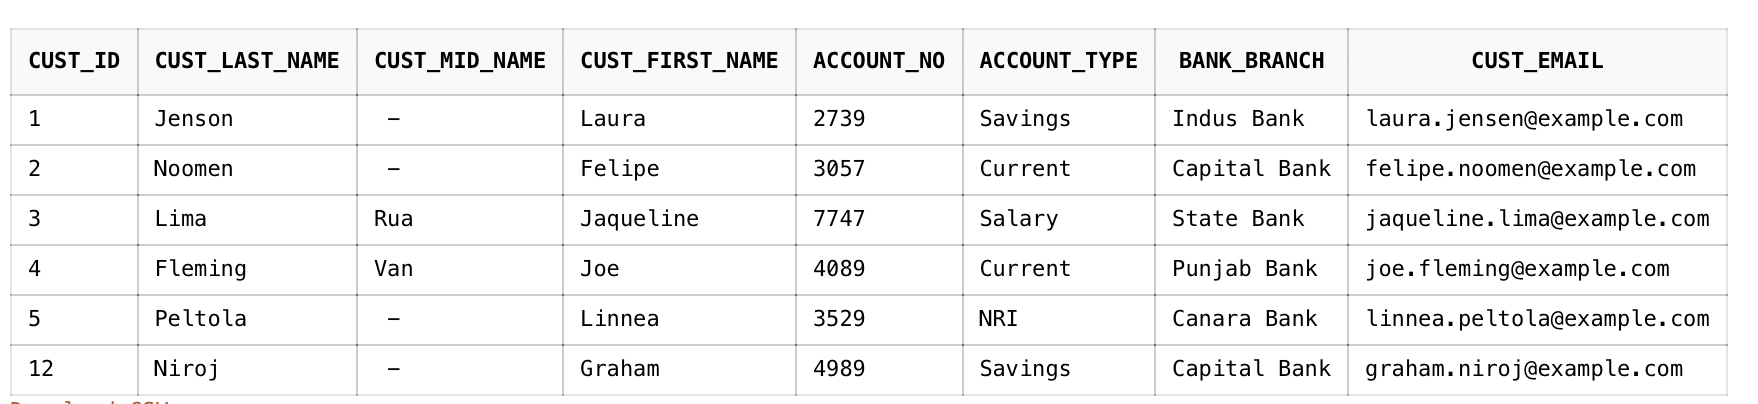 CUST_ID CUST_LAST_NAME CUST_MID_NAME CUST_FIRST_NAME ACCOUNT_NO ACCOUNT_TYPE BANK_BRANCH CUST_EMAIL
1 Jenson – Laura 2739 Savings Indus Bank laura.jensen@example.com
2 Noomen – Felipe 3057 Current Capital Bank felipe.noomen@example.com
3 Lima Rua Jaqueline 7747 Salary State Bank jaqueline.lima@example.com
4 Fleming Van Joe 4089 Current Punjab Bank joe.fleming@example.com
5 Peltola – Linnea 3529 NRI Canara Bank linnea.peltola@example.com
12 Niroj – Graham 4989 Savings Capital Bank graham.niroj@example.com